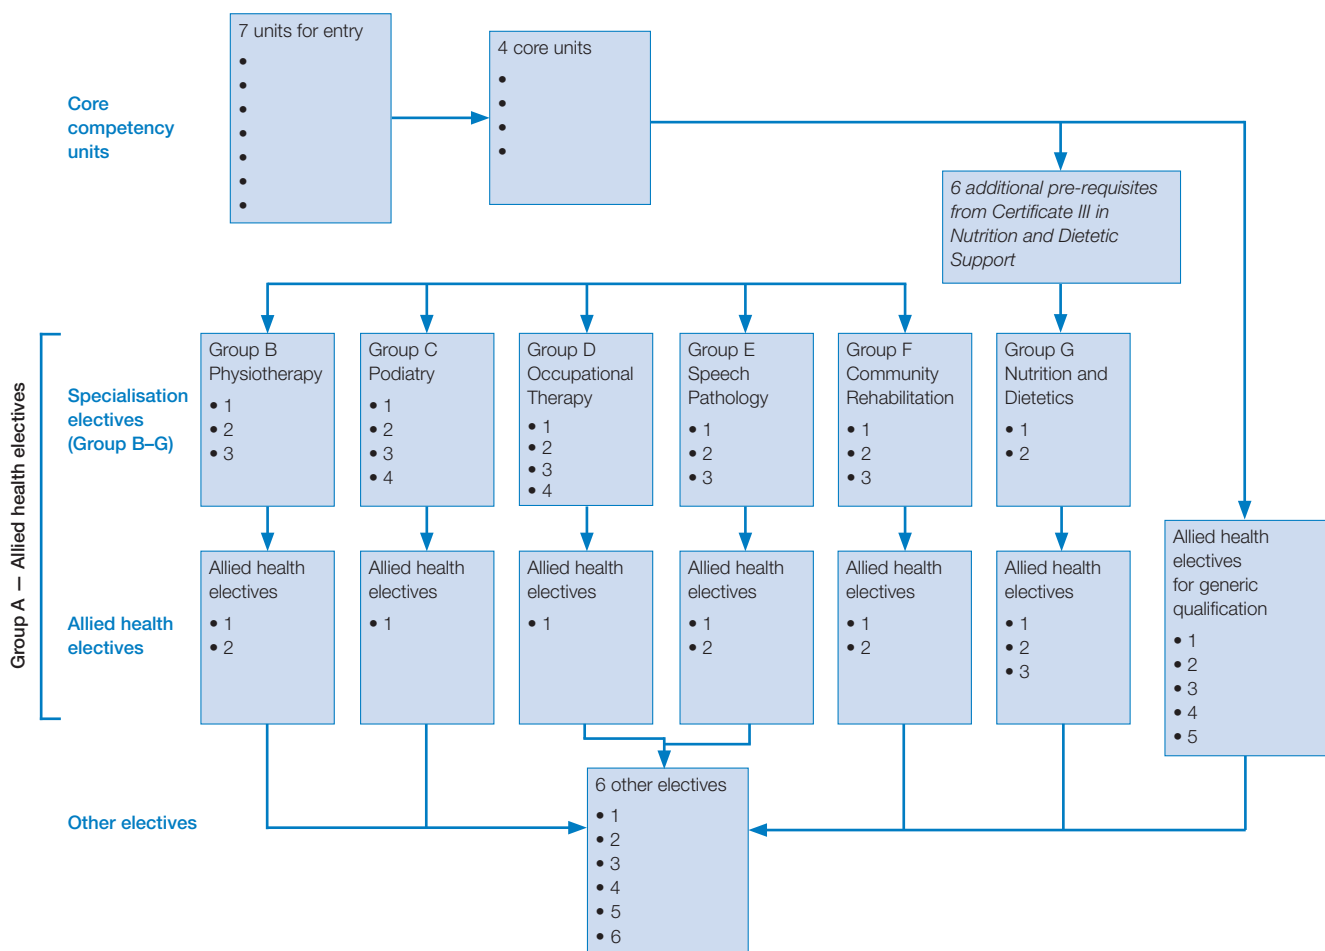 7 units for entry
•
•
•
•
•
•
•
4 core units
•
•
•
•
Core
competency
units
6 additional pre-requisites
from Certificate III in
Nutrition and Dietetic
Support
Group A — Allied health electives
Specialisation
electives
(Group B–G)
Group B
Physiotherapy
• 1
• 2
• 3
Group C
Podiatry
• 1
• 2
• 3
• 4
Group D
Occupational
Therapy
• 1
• 2
• 3
• 4
Group E
Speech
Pathology
• 1
• 2
• 3
Group F
Community
Rehabilitation
• 1
• 2
• 3
Group G
Nutrition and
Dietetics
• 1
• 2
Allied health
electives
Allied health
electives
• 1
• 2
Allied health
electives
• 1
Allied health
electives
• 1
Allied health
electives
• 1
• 2
Allied health
electives
• 1
• 2
Allied health
electives
• 1
• 2
• 3
Allied health
electives
for generic
qualification
• 1
• 2
• 3
• 4
• 5
Other electives
6 other electives
• 1
• 2
• 3
• 4
• 5
• 6